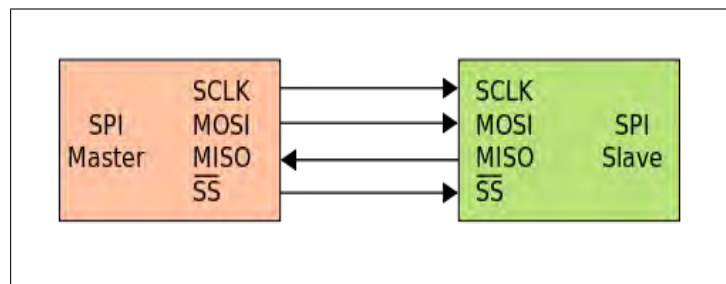 SPI
Master
SCLK
MOSI
MISO
SS
SCLK
MOSI
MISO
SS
SPI
Slave